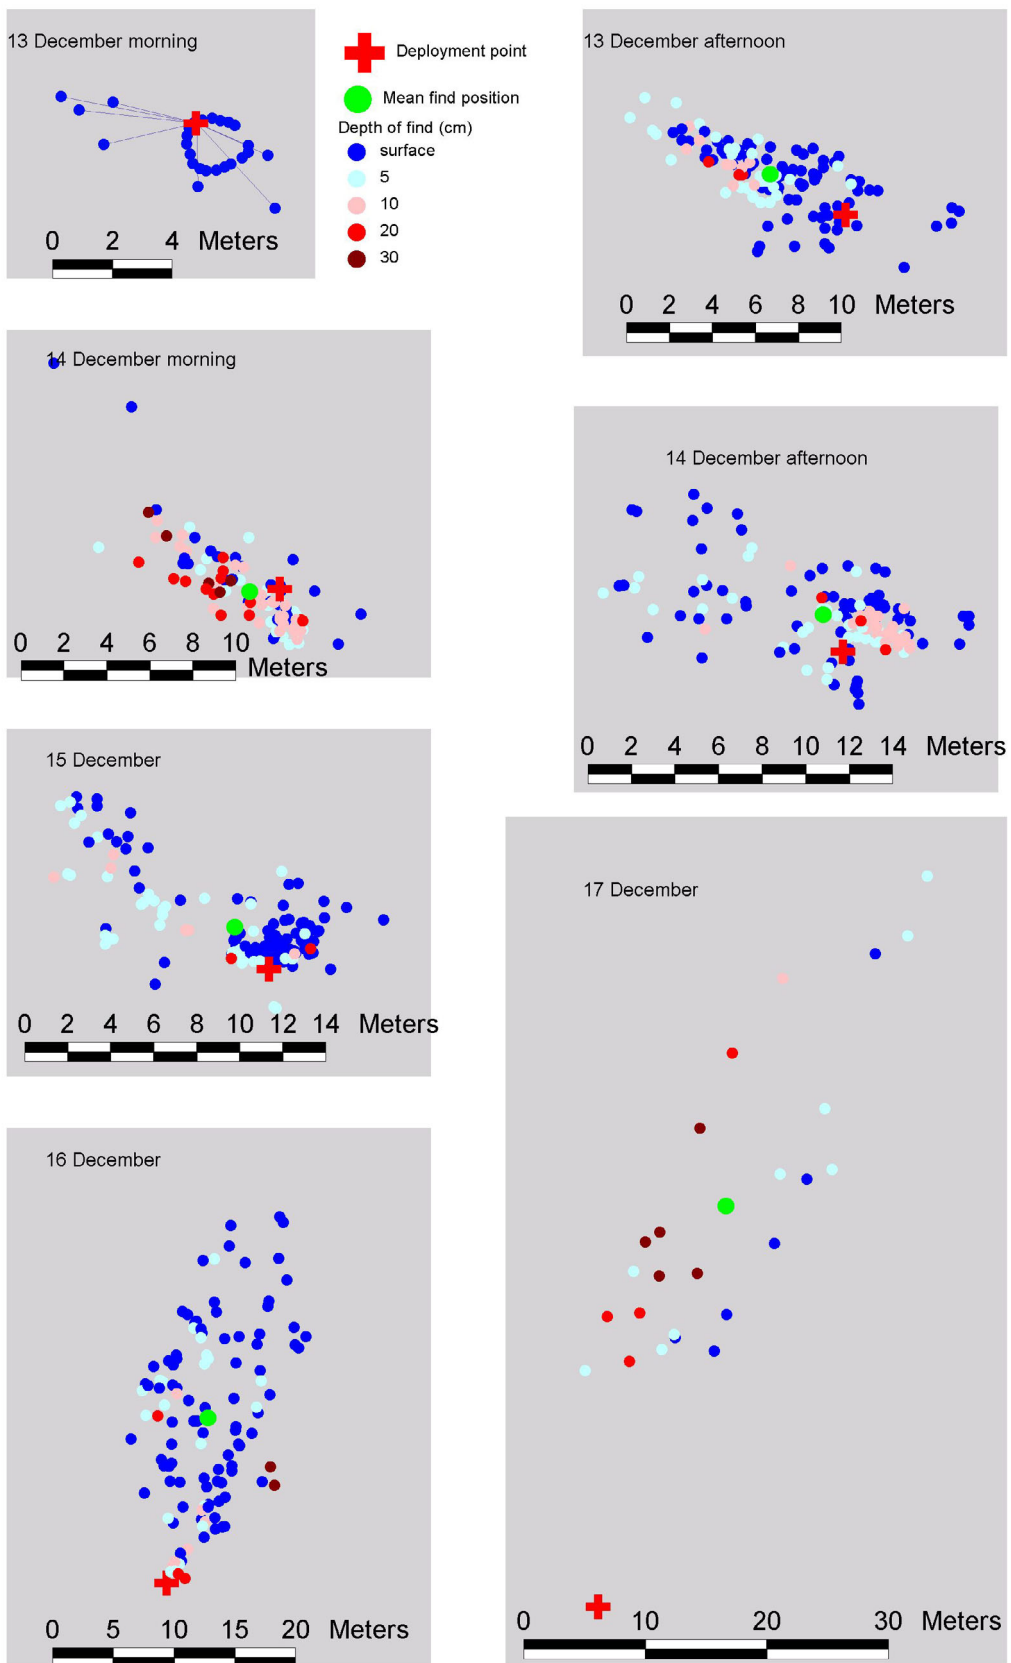 13 December morning
0 2 4 Meters
Deployment point
Mean find position
Depth of find (cm)
surface
5
10
20
30
13 December afternoon
0 2 4 6 8 10 Meters
14 December morning
0 2 4 6 8 10 Meters
14 December afternoon
0 2 4 6 8 10 12 14 Meters
15 December
0 2 4 6 8 10 12 14 Meters
16 December
0 5 10 15 20 Meters
17 December
0 10 20 30 Meters